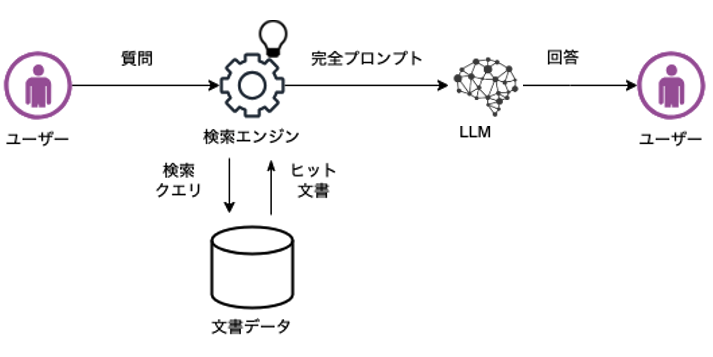 質問
完全プロンプト
回答
ユーザー
検索エンジン
LLM
ユーザー
検索
クエリ
ヒット
文書
文書データ